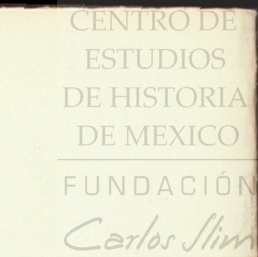 CENTRO DE
ESTUDIOS
DE HISTORIA
DE MEXICO
FUNDACIÓN
Carlos Slim